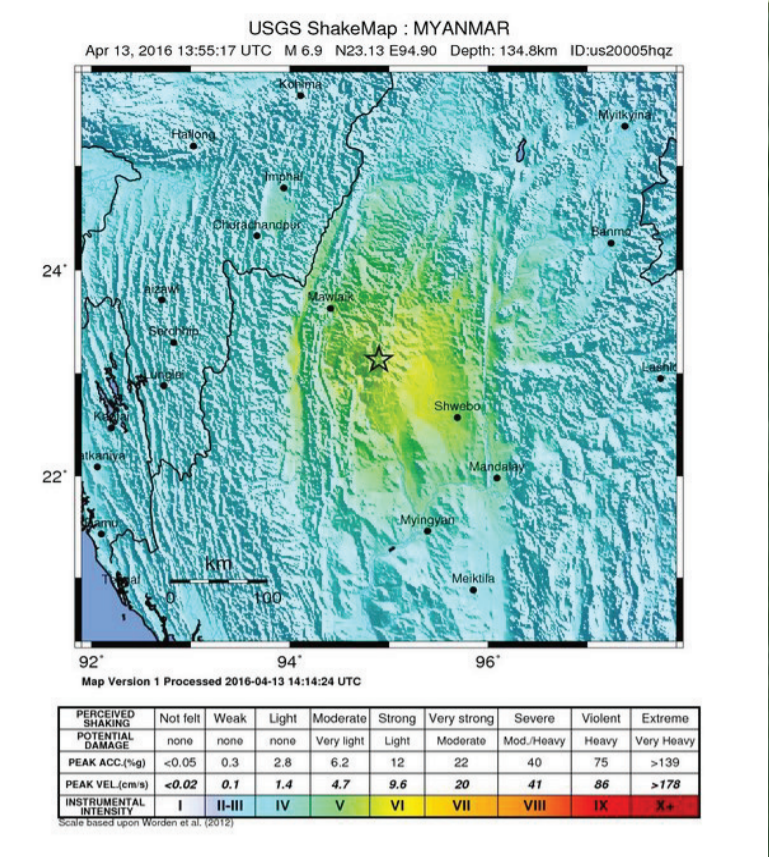 USGS ShakeMap : MYANMAR
Apr 13, 2016 13:55:17 UTC M 6.9 N23.13 E94.90 Depth: 134.8km ID:us20005hqz
Kohima
Myitkyina
Haflong
Imphal
Churachandpur
Banmo
24°
aizawl
Mawlaik
Serchhip
Lunglei
Lashio
Shwebo
atkaniya
Mandalay
22°
Myingyan
km
Meiktila
0 100
92° 94° 96°
Map Version 1 Processed 2016-04-13 14:14:24 UTC
PERCEIVED SHAKING Not felt Weak Light Moderate Strong Very strong Severe Violent Extreme
POTENTIAL DAMAGE none none none Very light Light Moderate Mod./Heavy Heavy Very Heavy
PEAK ACC.(%g) <0.05 0.3 2.8 6.2 12 22 40 75 >139
PEAK VEL.(cm/s) <0.02 0.1 1.4 4.7 9.6 20 41 86 >178
INSTRUMENTAL INTENSITY I II-III IV V VI VII VIII IX X+
Scale based upon Worden et al. (2012)